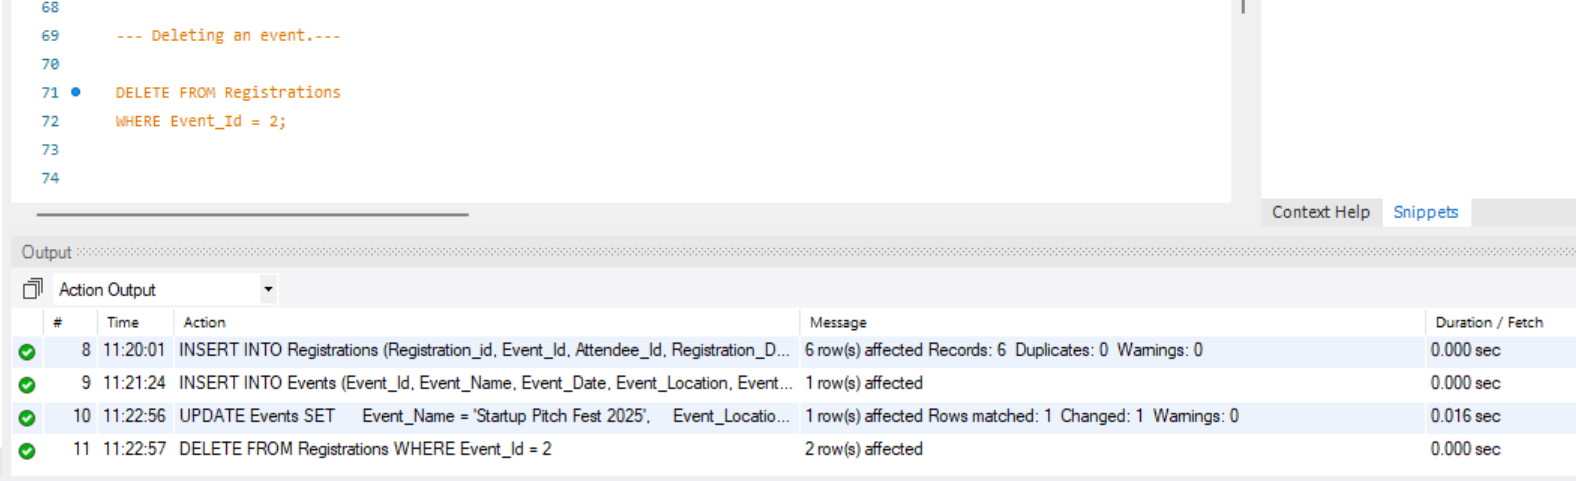 68
69 --- Deleting an event.---
70
71 DELETE FROM Registrations
72 WHERE Event_Id = 2;
73
74
Context Help Snippets
Output
Action Output
# Time Action Message Duration / Fetch
8 11:20:01 INSERT INTO Registrations (Registration_id, Event_Id, Attendee_Id, Registration_D... 6 row(s) affected Records: 6 Duplicates: 0 Warnings: 0 0.000 sec
9 11:21:24 INSERT INTO Events (Event_Id, Event_Name, Event_Date, Event_Location, Event... 1 row(s) affected 0.000 sec
10 11:22:56 UPDATE Events SET Event_Name = 'Startup Pitch Fest 2025', Event_Locatio... 1 row(s) affected Rows matched: 1 Changed: 1 Warnings: 0 0.016 sec
11 11:22:57 DELETE FROM Registrations WHERE Event_Id = 2 2 row(s) affected 0.000 sec